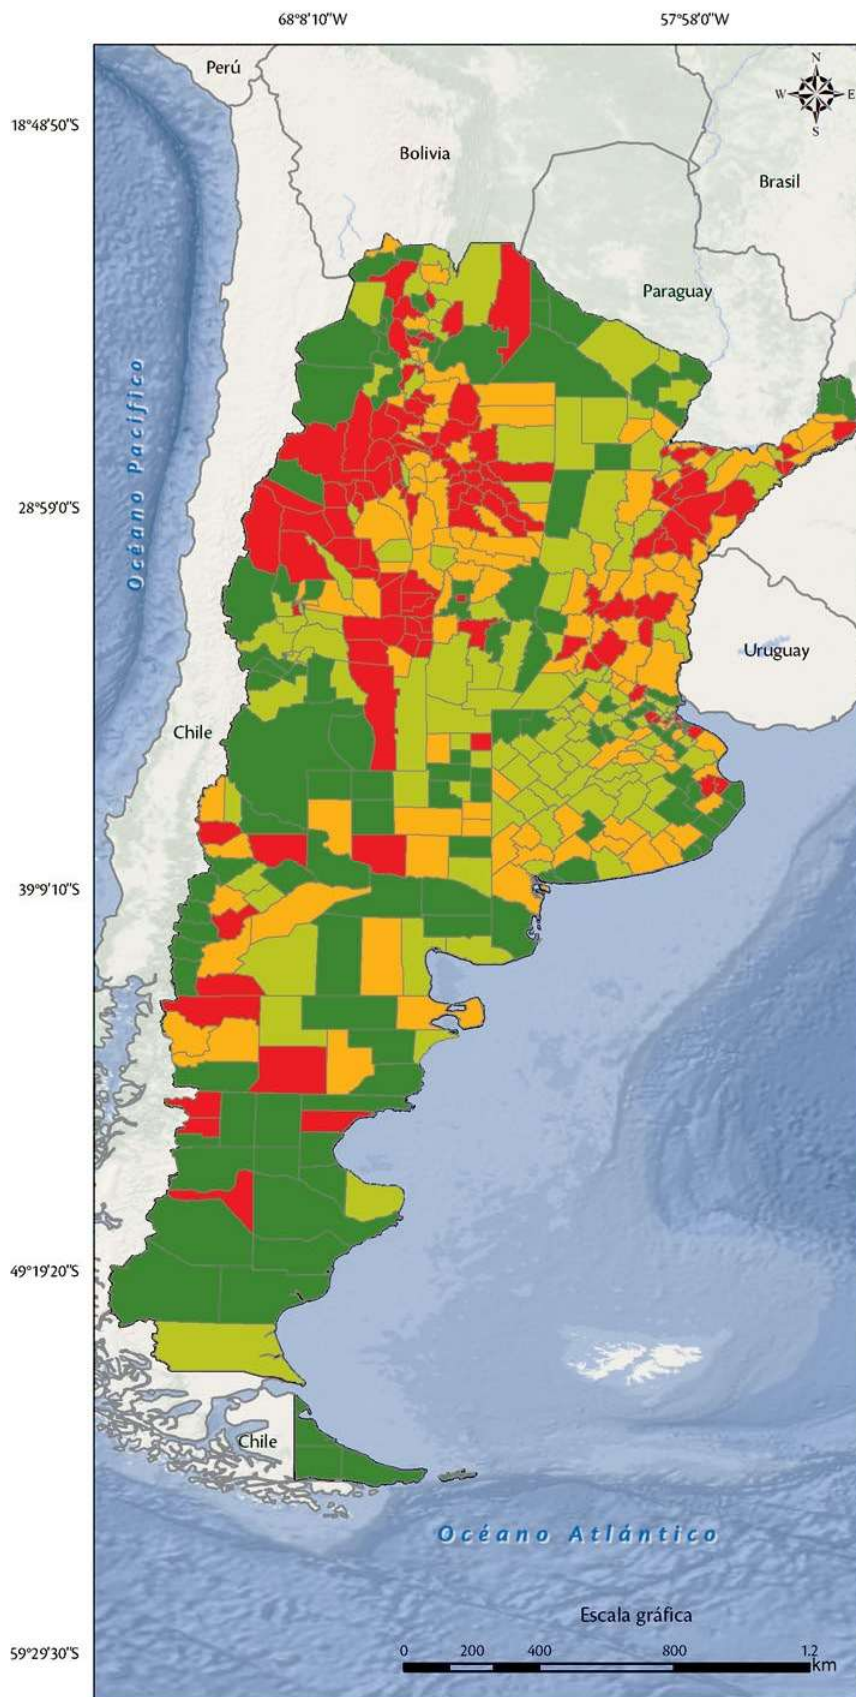 68°8'10"W
57°58'0"W
Perú
N
W
E
S
18°48'50"S
Bolivia
Brasil
Paraguay
Océano Pacífico
28°59'0"S
Uruguay
Chile
39°9'10"S
49°19'20"S
Chile
Océano Atlántico
Escala gráfica
59°29'30"S
0
200
400
800
1.2
km